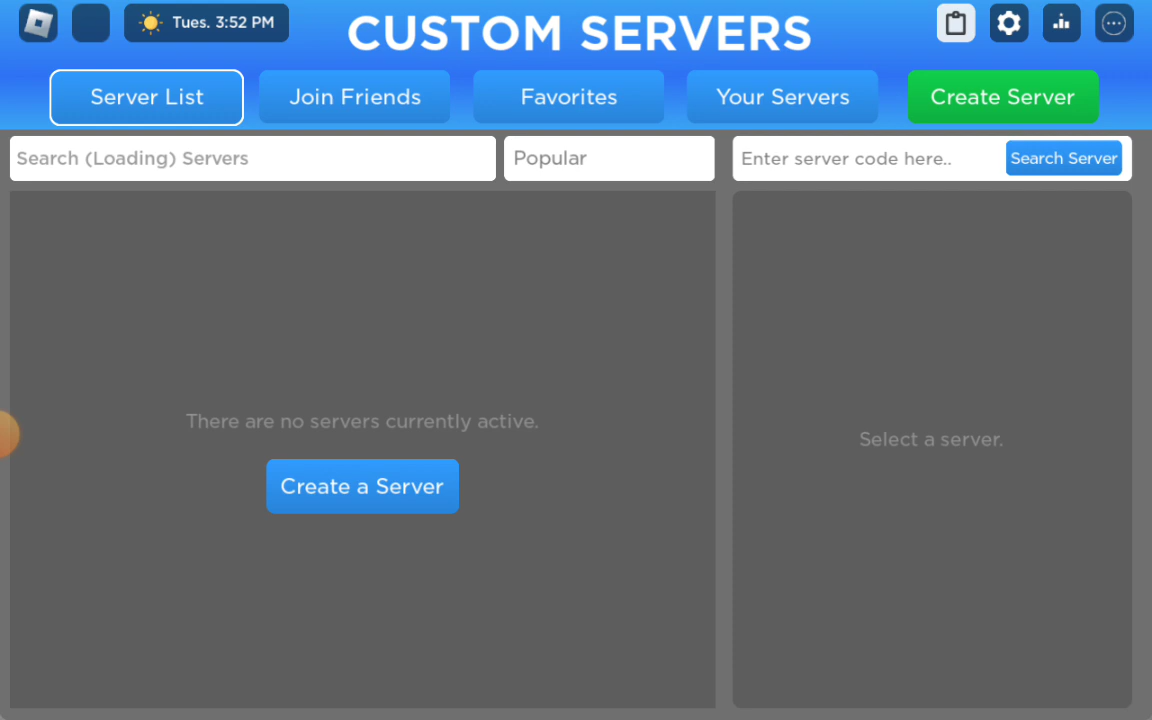 Tues. 3:52 PM
CUSTOM SERVERS
Server List
Join Friends
Favorites
Your Servers
Create Server
Search (Loading) Servers
Popular
Enter server code here..
Search Server
There are no servers currently active.
Select a server.
Create a Server